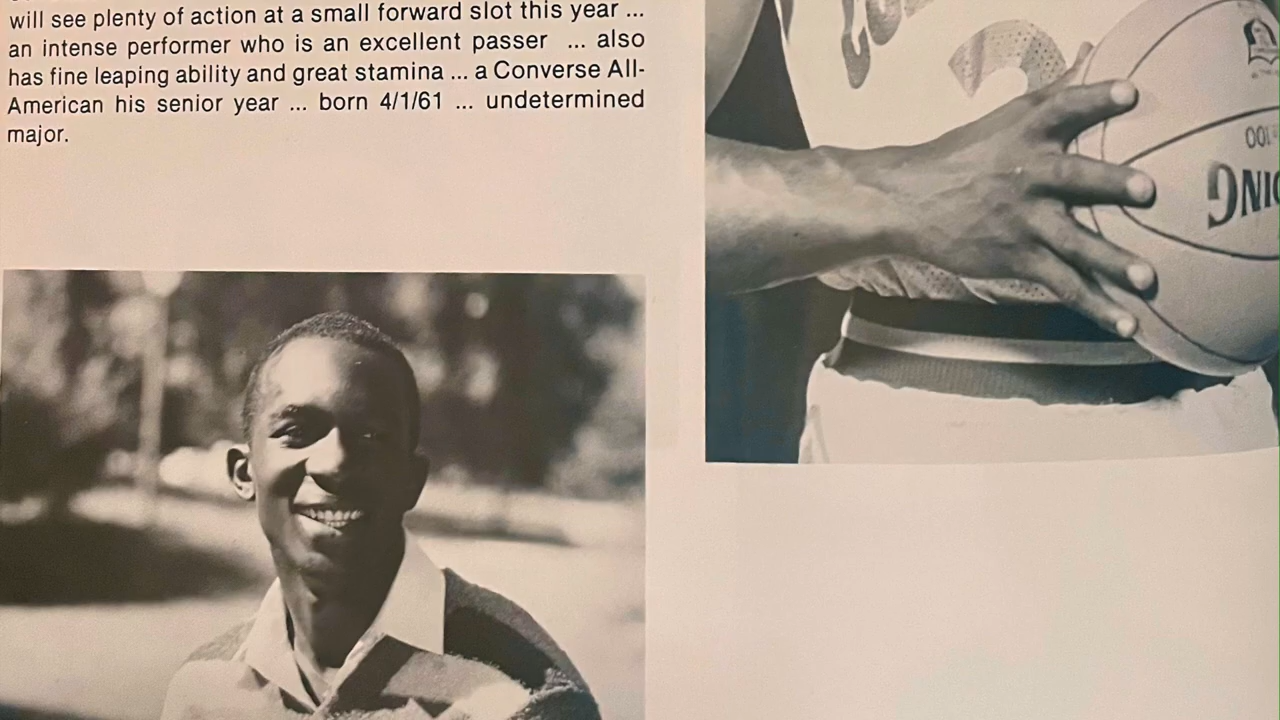 will see plenty of action at a small forward slot this year ...
an intense performer who is an excellent passer ... also
has fine leaping ability and great stamina ... a Converse All-
American his senior year ... born 4/1/61 ... undetermined
major.